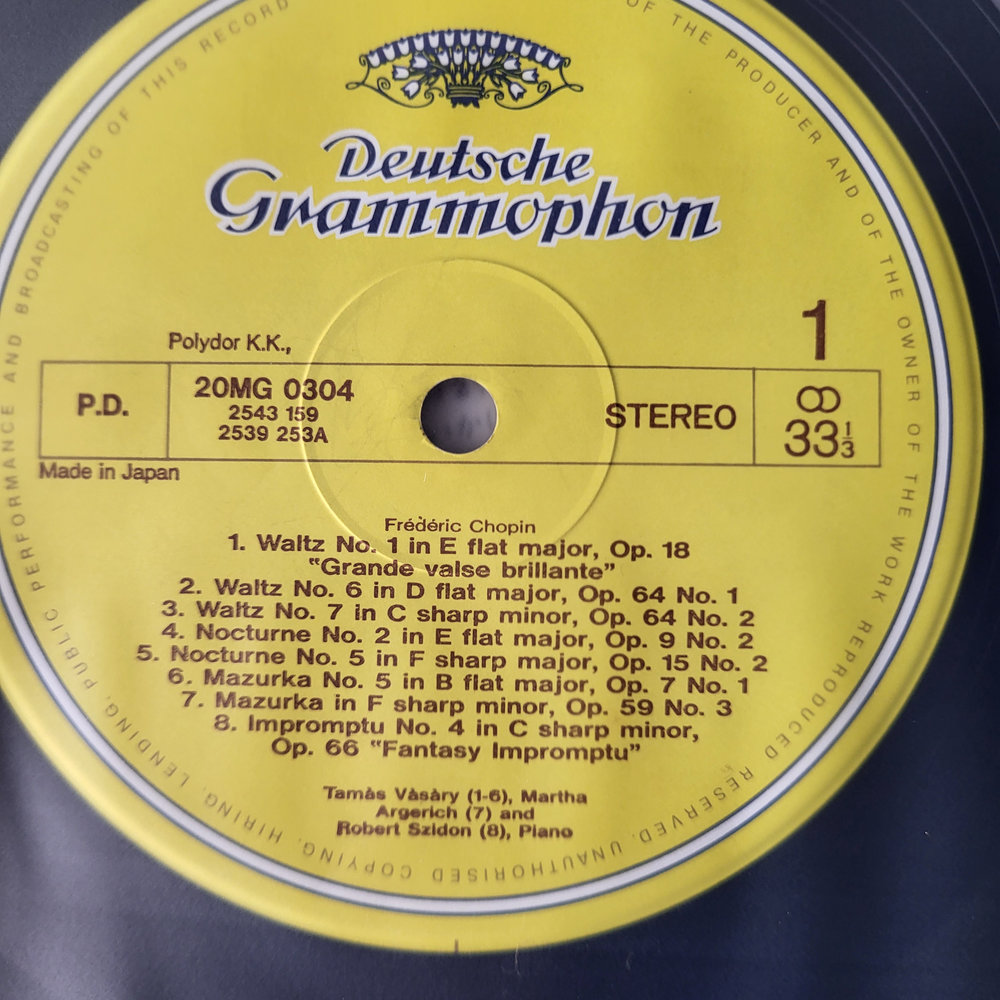 Deutsche
Grammophon
1
Polydor K.K.,
P.D.
20MG 0304
2543 159
2539 253A
STEREO
33 1/3
Made in Japan
Frédéric Chopin
1. Waltz No. 1 in E flat major, Op. 18
"Grande valse brillante"
2. Waltz No. 6 in D flat major, Op. 64 No. 1
3. Waltz No. 7 in C sharp minor, Op. 64 No. 2
4. Nocturne No. 2 in E flat major, Op. 9 No. 2
5. Nocturne No. 5 in F sharp major, Op. 15 No. 2
6. Mazurka No. 5 in B flat major, Op. 7 No. 1
7. Mazurka in F sharp minor, Op. 59 No. 3
8. Impromptu No. 4 in C sharp minor,
Op. 66 "Fantasy Impromptu"
Tamàs Vàsàry (1-6), Martha
Argerich (7) and
Robert Szidon (8), Piano
OF THE PRODUCER AND OF THE OWNER OF THE WORK REPRODUCED RESERVED. UNAUTHORISED COPYING, HIRING, LENDING, PUBLIC PERFORMANCE AND BROADCASTING OF THIS RECORD